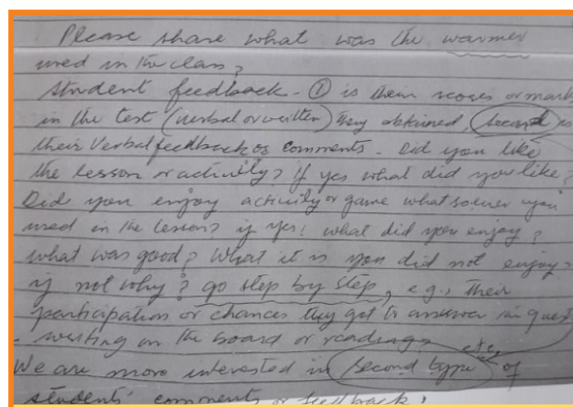 Please share what was the warmer
used in the class,
student feedback - ① is their scores or marks
in the test (verbal or written) they obtained, second is
their verbal feedback or comments. Did you like
the lesson or activity? if yes what did you like?
Did you enjoy activity or game whatsoever you
used in the lesson? if yes! what did you enjoy?
what was good? What it is you did not enjoy?
if not why? go step by step, e.g., their
participation or chances they got to answer in quest
- writing on the board or readings etc.
We are more interested in second type of
students' comments or feedback!